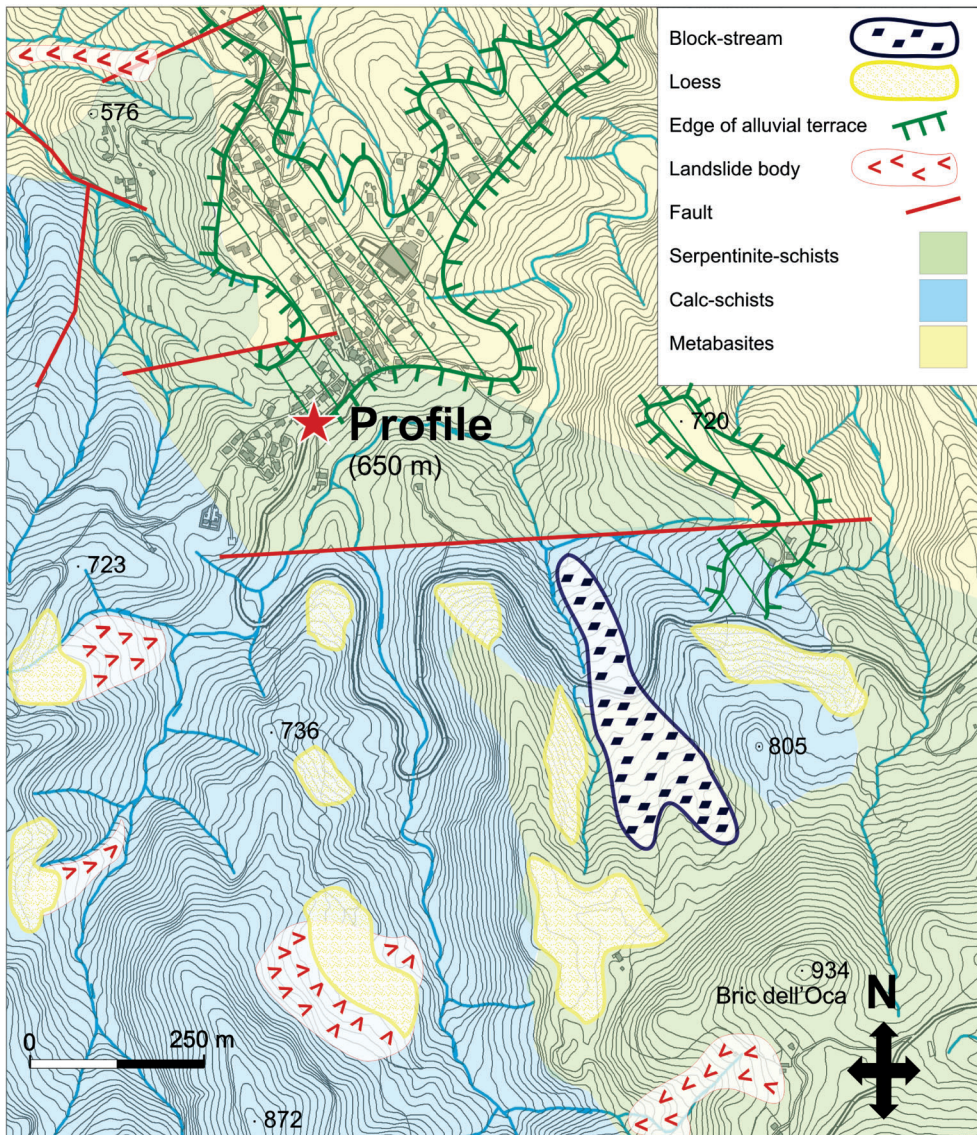 Block-stream
Loess
Edge of alluvial terrace
Landslide body
Fault
Serpentinite-schists
Calc-schists
Metabasites
576
720
Profile
(650 m)
723
736
805
934
Bric dell'Oca
N
0 250 m
872